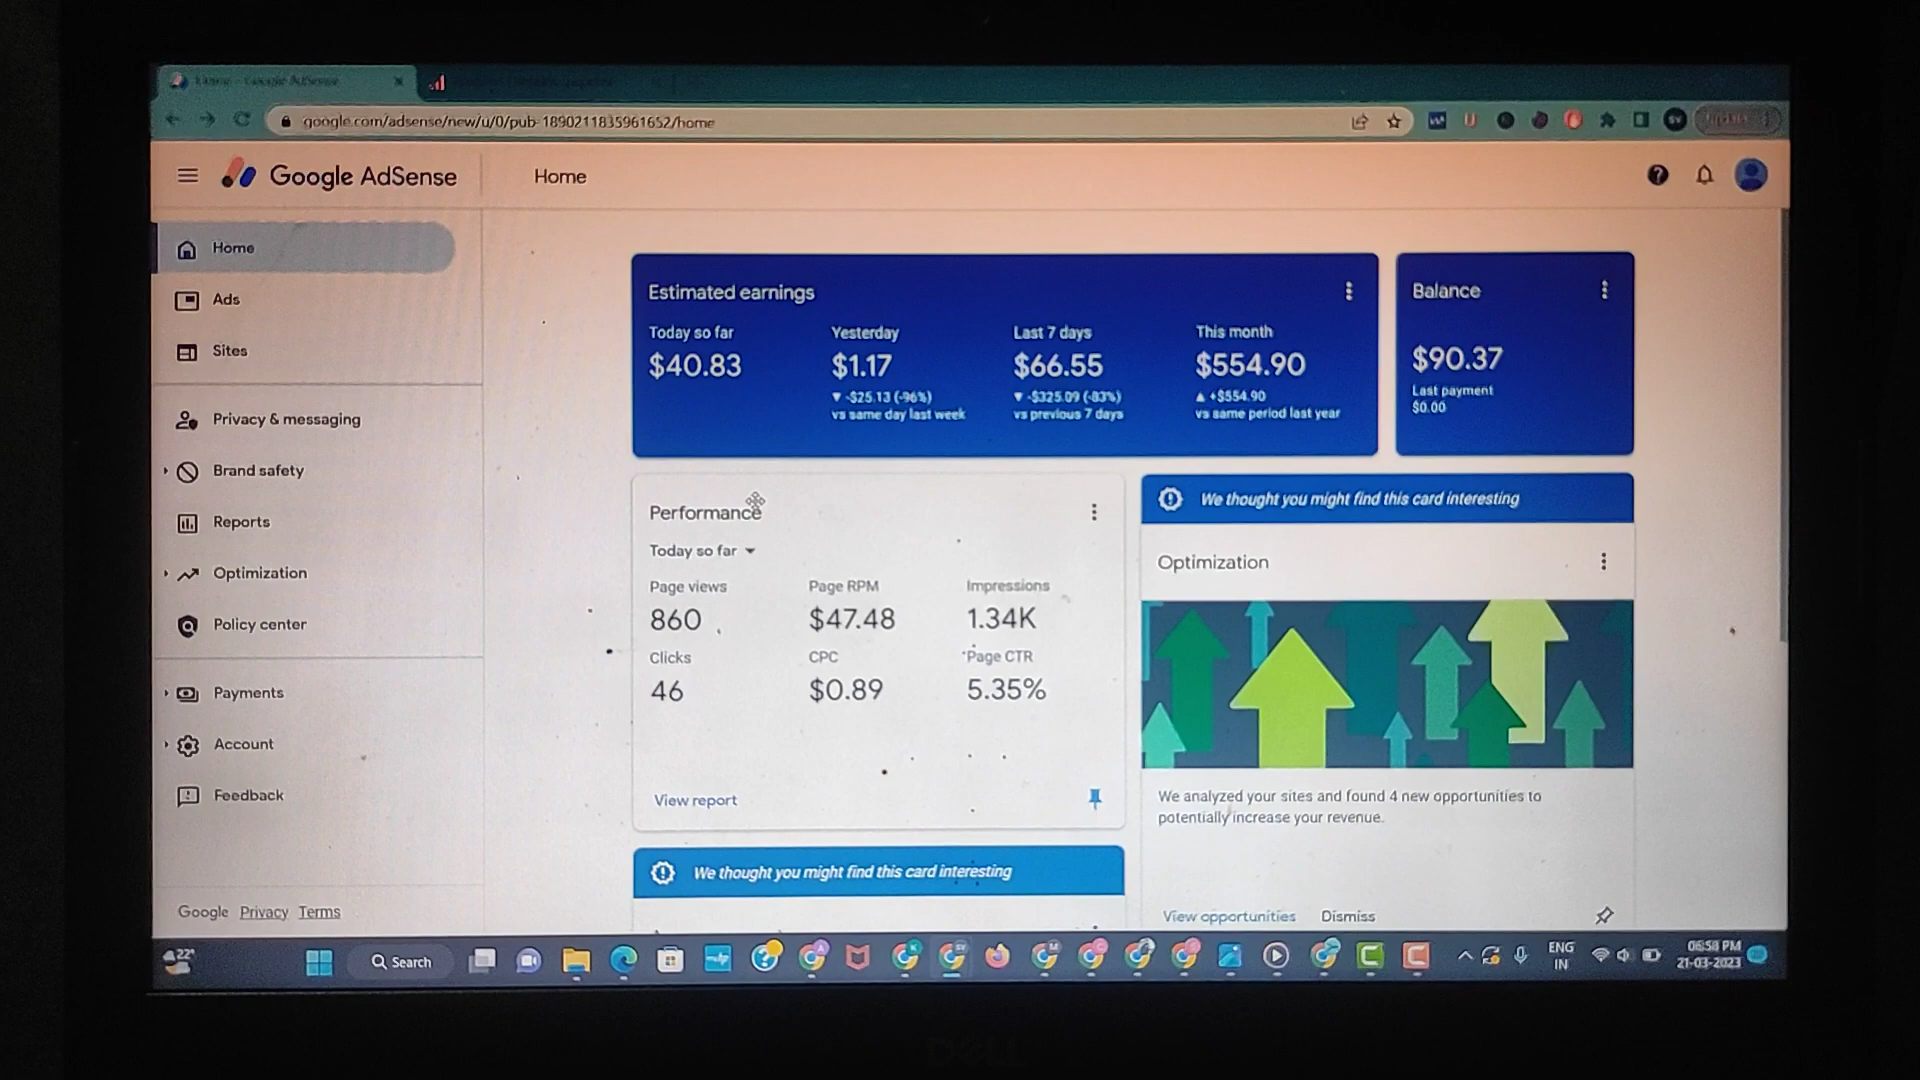 google.com/adsense/new/u/0/pub-1890211835961652/home
Google AdSense
Home
Home
Ads
Sites
Privacy & messaging
Brand safety
Reports
Optimization
Policy center
Payments
Account
Feedback
Google Privacy Terms
Estimated earnings
Today so far
$40.83
Yesterday
$1.17
▼ -$25.13 (-96%)
vs same day last week
Last 7 days
$66.55
▼ -$325.09 (-83%)
vs previous 7 days
This month
$554.90
▲ +$554.90
vs same period last year
Balance
$90.37
Last payment
$0.00
Performance
Today so far
Page views
860
Page RPM
$47.48
Impressions
1.34K
Clicks
46
CPC
$0.89
Page CTR
5.35%
View report
We thought you might find this card interesting
We thought you might find this card interesting
Optimization
We analyzed your sites and found 4 new opportunities to
potentially increase your revenue.
View opportunities Dismiss
22°
Search
ENG
IN
06:58 PM
21-03-2023
DELL